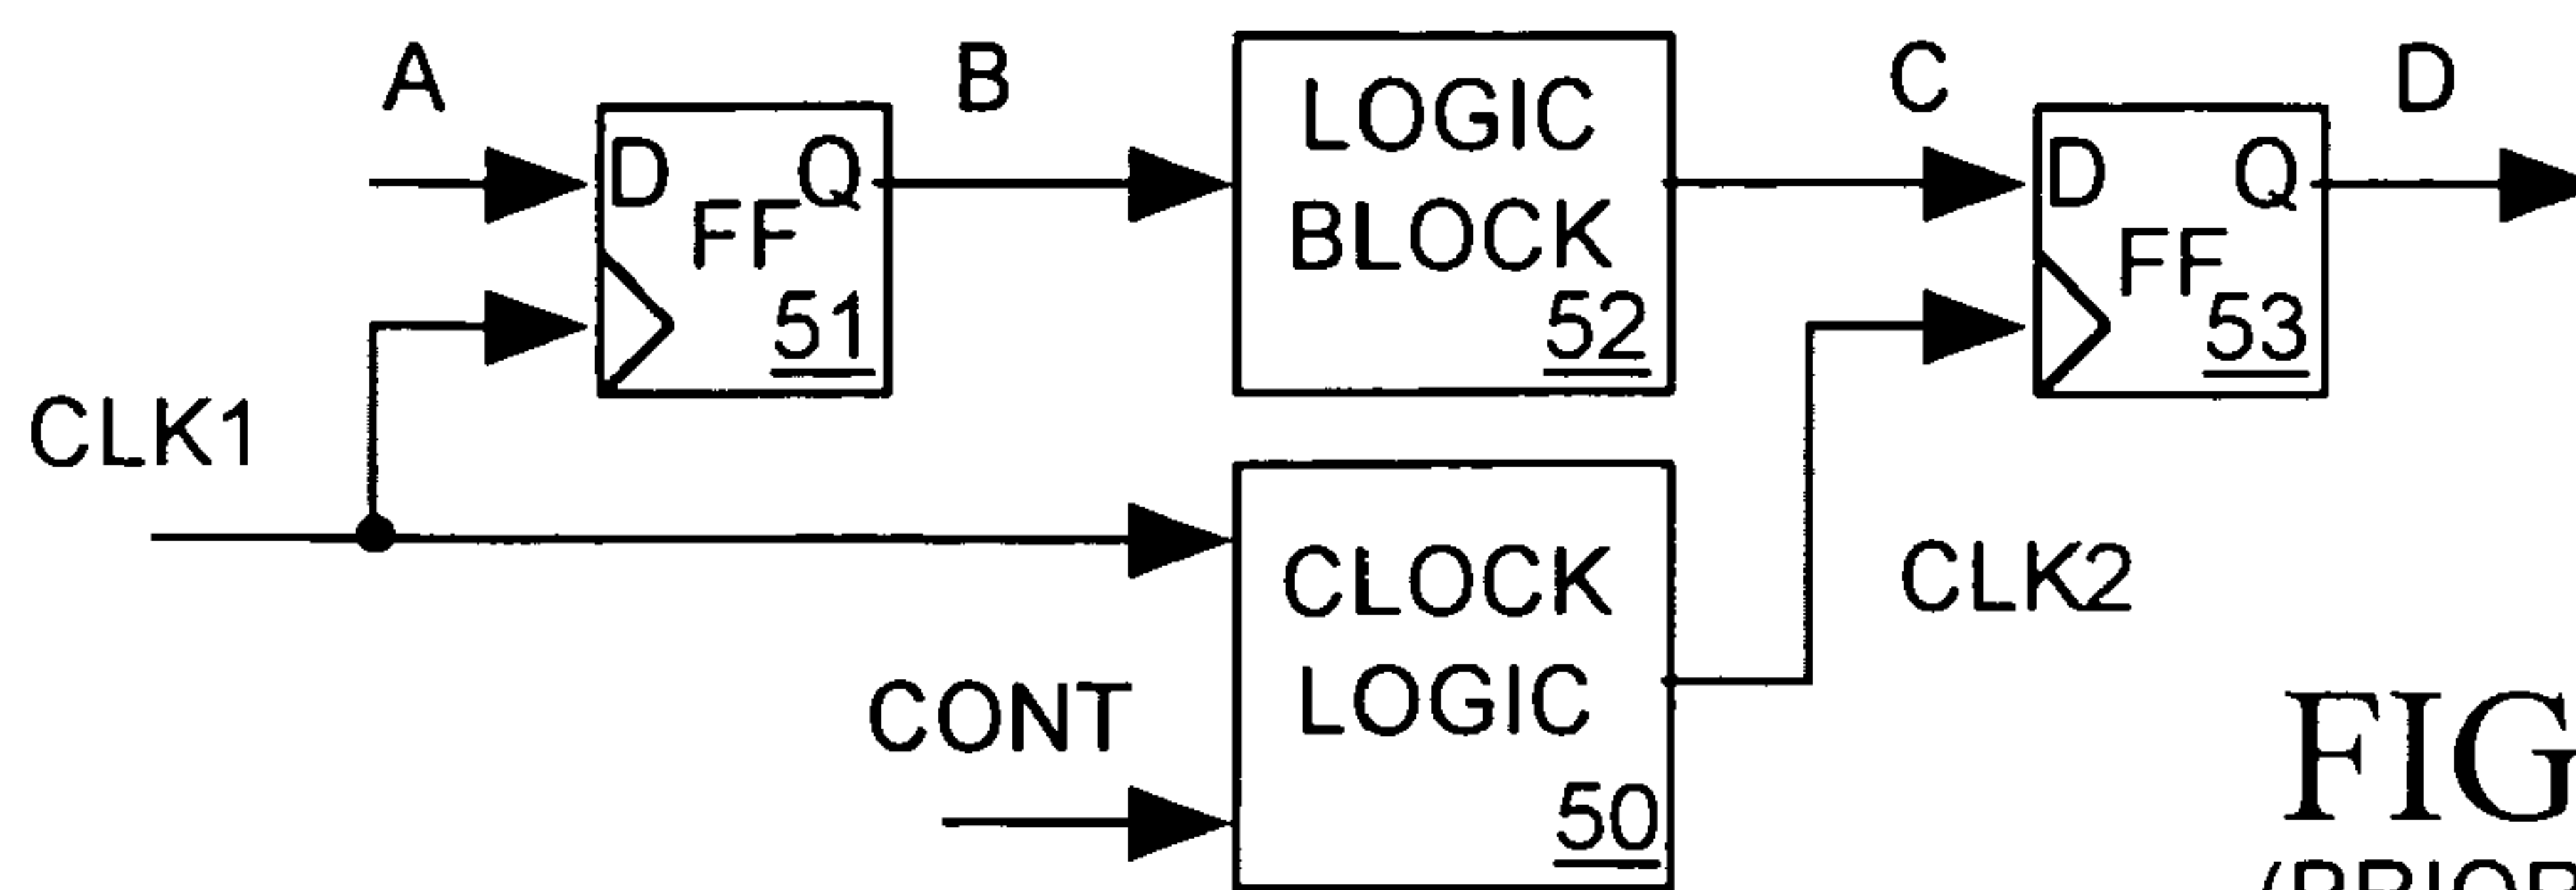 A
B
C
D
D Q
FF
51
LOGIC
BLOCK
52
D Q
FF
53
CLK1
CLOCK
LOGIC
50
CLK2
CONT
FIG